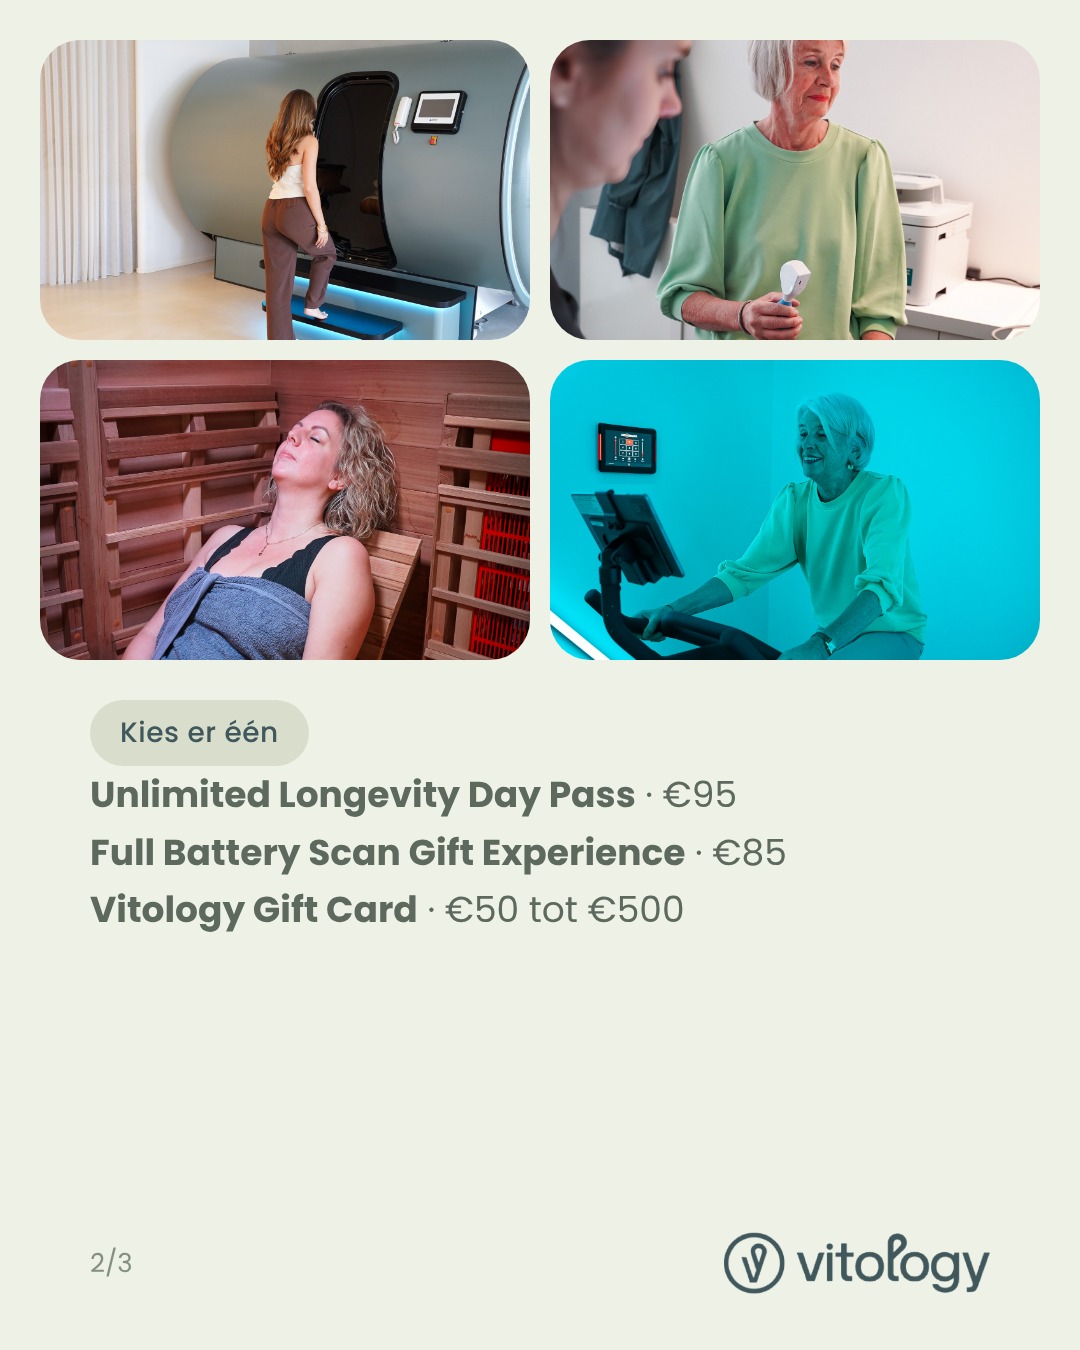 Kies er één
Unlimited Longevity Day Pass · €95
Full Battery Scan Gift Experience · €85
Vitology Gift Card · €50 tot €500
2/3
vitology